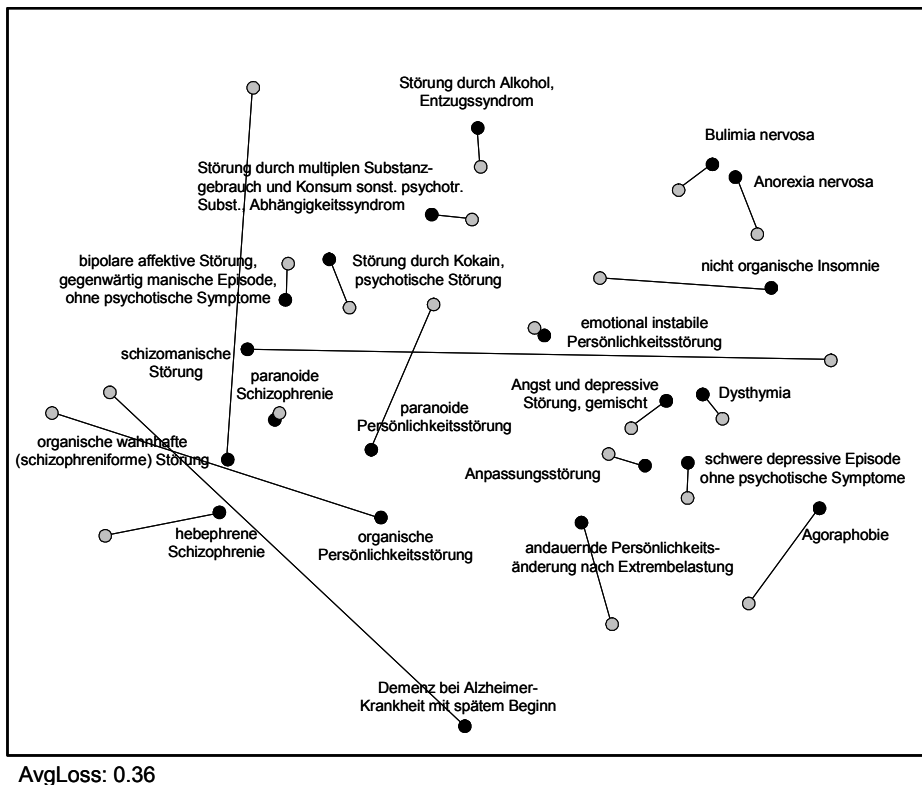 Störung durch Alkohol,
Entzugssyndrom
Bulimia nervosa
Störung durch multiplen Substanz-
gebrauch und Konsum sonst. psychotr.
Subst., Abhängigkeitssyndrom
Anorexia nervosa
bipolare affektive Störung,
gegenwärtig manische Episode,
ohne psychotische Symptome
Störung durch Kokain,
psychotische Störung
nicht organische Insomnie
emotional instabile
Persönlichkeitsstörung
schizomanische
Störung
paranoide
Schizophrenie
Angst und depressive
Störung, gemischt
Dysthymia
paranoide
Persönlichkeitsstörung
organische wahnhafte
(schizophreniforme) Störung
Anpassungsstörung
schwere depressive Episode
ohne psychotische Symptome
hebephrene
Schizophrenie
organische
Persönlichkeitsstörung
andauernde Persönlichkeits-
änderung nach Extrembelastung
Agoraphobie
Demenz bei Alzheimer-
Krankheit mit spätem Beginn
AvgLoss: 0.36